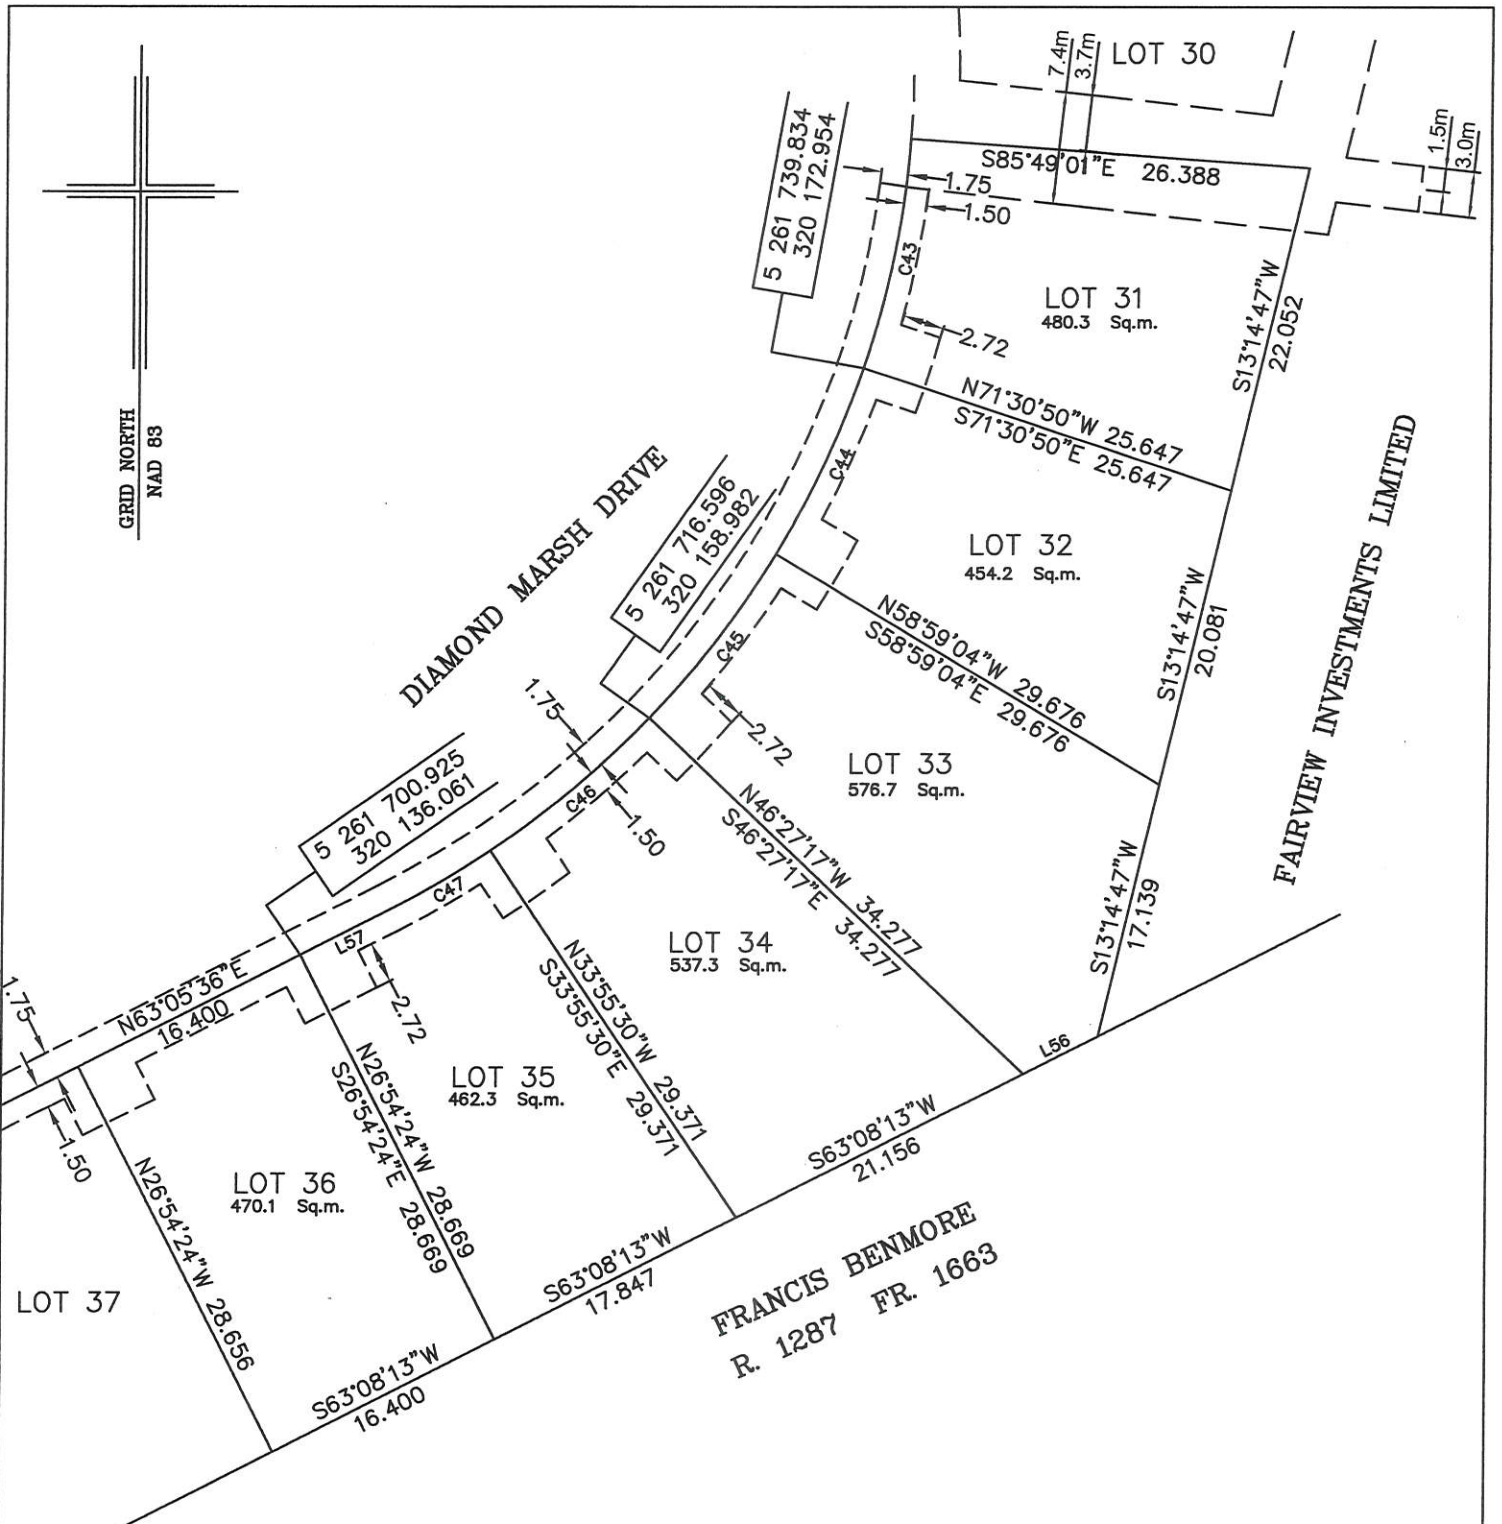 7.4m
3.7m
LOT 30
1.5m
3.0m
5 261 739.834
320 172.954
S85°49'01"E 26.388
1.75
1.50
C43
LOT 31
480.3 Sq.m.
S13°14'47"W
22.052
2.72
N71°30'50"W 25.647
S71°30'50"E 25.647
GRID NORTH
NAD 83
DIAMOND MARSH DRIVE
5 261 716.596
320 158.982
C44
LOT 32
454.2 Sq.m.
FAIRVIEW INVESTMENTS LIMITED
N58°59'04"W 29.676
S58°59'04"E 29.676
S13°14'47"W
20.081
C45
1.75
2.72
LOT 33
576.7 Sq.m.
5 261 700.925
320 136.061
C46
1.50
N46°27'17"W 34.277
S46°27'17"E 34.277
S13°14'47"W
17.139
C47
L57
LOT 34
537.3 Sq.m.
N63°05'36"E
16.400
1.75
2.72
N33°55'30"W 29.371
S33°55'30"E 29.371
L56
LOT 35
462.3 Sq.m.
N26°54'24"W 28.669
S26°54'24"E 28.669
S63°08'13"W
21.156
1.50
LOT 36
470.1 Sq.m.
N26°54'24"W 28.656
S63°08'13"W
17.847
FRANCIS BENMORE
R. 1287 FR. 1663
LOT 37
S63°08'13"W
16.400